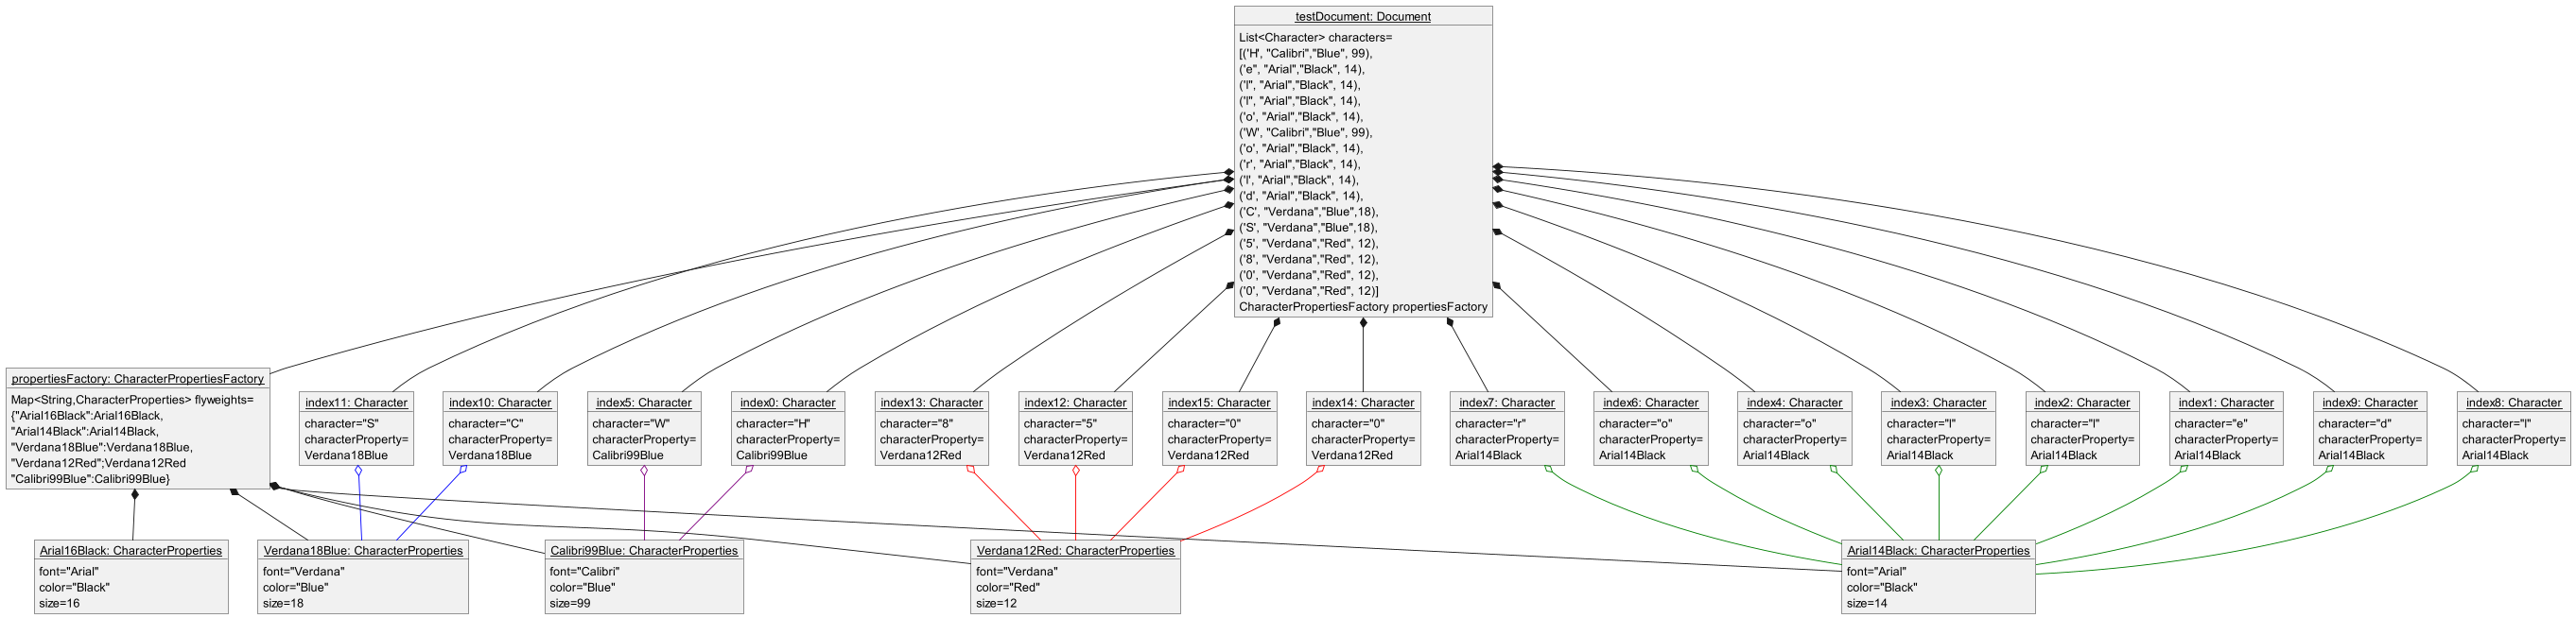 testDocument: Document
List<Character> characters=
[('H', "Calibri","Blue", 99),
('e", "Arial","Black", 14),
('l", "Arial","Black", 14),
('l", "Arial","Black", 14),
('o', "Arial","Black", 14),
('W', "Calibri","Blue", 99),
('o', "Arial","Black", 14),
('r', "Arial","Black", 14),
('l', "Arial","Black", 14),
('d', "Arial","Black", 14),
('C', "Verdana","Blue",18),
('S', "Verdana","Blue",18),
('5', "Verdana","Red", 12),
('8', "Verdana","Red", 12),
('0', "Verdana","Red", 12),
('0', "Verdana","Red", 12)]
CharacterPropertiesFactory propertiesFactory
propertiesFactory: CharacterPropertiesFactory
Map<String,CharacterProperties> flyweights=
{"Arial16Black":Arial16Black,
"Arial14Black":Arial14Black,
"Verdana18Blue":Verdana18Blue,
"Verdana12Red";Verdana12Red
"Calibri99Blue":Calibri99Blue}
index11: Character
character="S"
characterProperty=
Verdana18Blue
index10: Character
character="C"
characterProperty=
Verdana18Blue
index5: Character
character="W"
characterProperty=
Calibri99Blue
index0: Character
character="H"
characterProperty=
Calibri99Blue
index13: Character
character="8"
characterProperty=
Verdana12Red
index12: Character
character="5"
characterProperty=
Verdana12Red
index15: Character
character="0"
characterProperty=
Verdana12Red
index14: Character
character="0"
characterProperty=
Verdana12Red
index7: Character
character="r"
characterProperty=
Arial14Black
index6: Character
character="o"
characterProperty=
Arial14Black
index4: Character
character="o"
characterProperty=
Arial14Black
index3: Character
character="l"
characterProperty=
Arial14Black
index2: Character
character="l"
characterProperty=
Arial14Black
index1: Character
character="e"
characterProperty=
Arial14Black
index9: Character
character="d"
characterProperty=
Arial14Black
index8: Character
character="l"
characterProperty=
Arial14Black
Arial16Black: CharacterProperties
font="Arial"
color="Black"
size=16
Verdana18Blue: CharacterProperties
font="Verdana"
color="Blue"
size=18
Calibri99Blue: CharacterProperties
font="Calibri"
color="Blue"
size=99
Verdana12Red: CharacterProperties
font="Verdana"
color="Red"
size=12
Arial14Black: CharacterProperties
font="Arial"
color="Black"
size=14